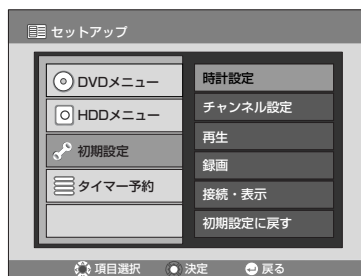 セットアップ
DVDメニュー
HDDメニュー
初期設定
タイマー予約
時計設定
チャンネル設定
再生
録画
接続・表示
初期設定に戻す
項目選択 決定 戻る